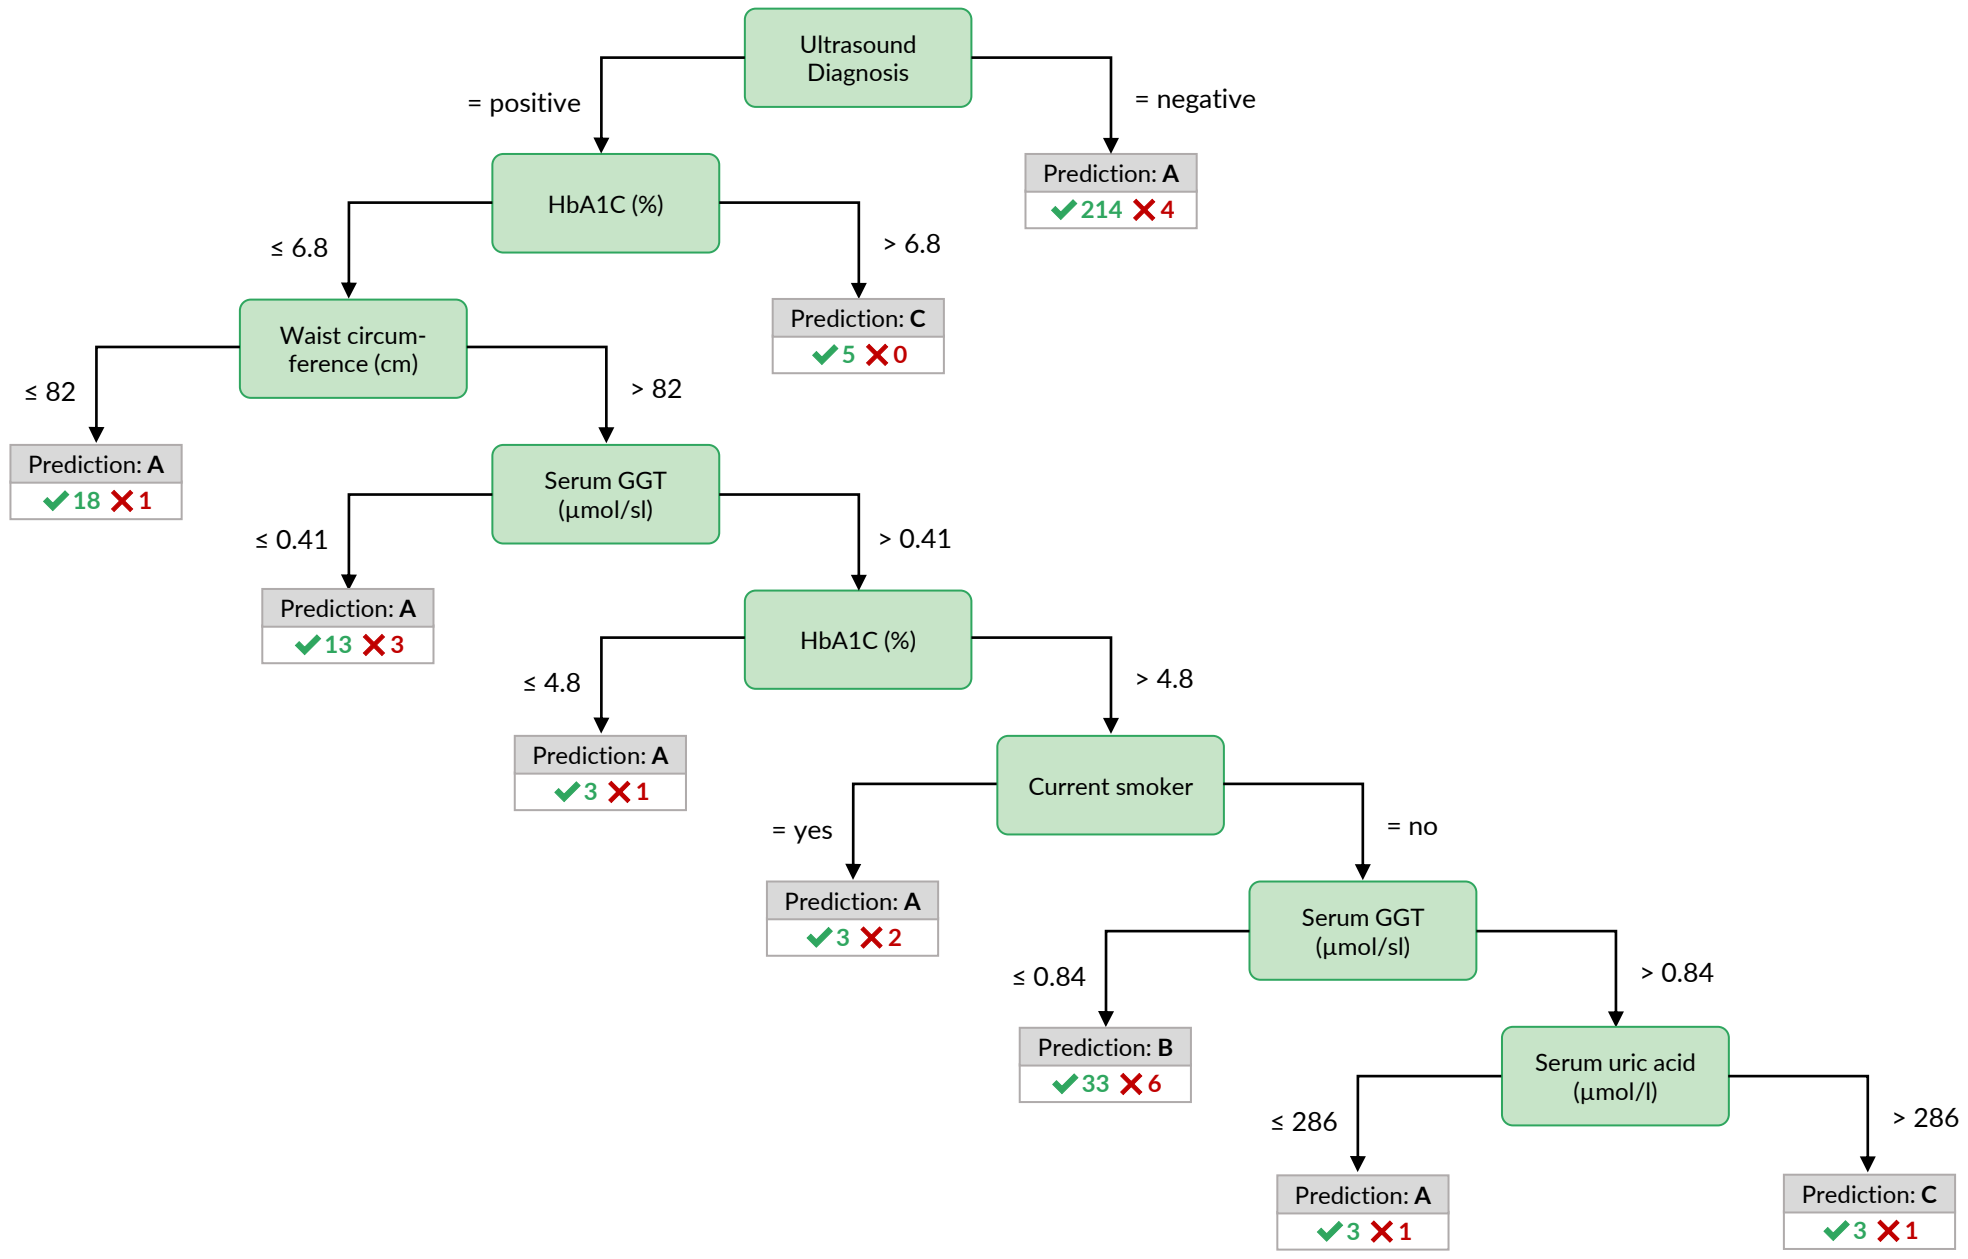 Ultrasound
Diagnosis
= positive
= negative
HbA1C (%)
Prediction: A
✔ 214 ✖ 4
≤ 6.8
> 6.8
Waist circum-
ference (cm)
Prediction: C
✔ 5 ✖ 0
≤ 82
> 82
Prediction: A
✔ 18 ✖ 1
Serum GGT
(µmol/sl)
≤ 0.41
> 0.41
Prediction: A
✔ 13 ✖ 3
HbA1C (%)
≤ 4.8
> 4.8
Prediction: A
✔ 3 ✖ 1
Current smoker
= yes
= no
Prediction: A
✔ 3 ✖ 2
Serum GGT
(µmol/sl)
≤ 0.84
> 0.84
Prediction: B
✔ 33 ✖ 6
Serum uric acid
(µmol/l)
≤ 286
> 286
Prediction: A
✔ 3 ✖ 1
Prediction: C
✔ 3 ✖ 1